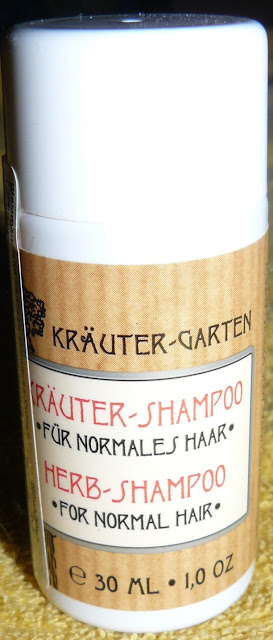 KRÄUTER-GARTEN
KRÄUTER-SHAMPOO
•FÜR NORMALES HAAR•
HERB-SHAMPOO
•FOR NORMAL HAIR•
℮ 30 ML • 1,0 OZ